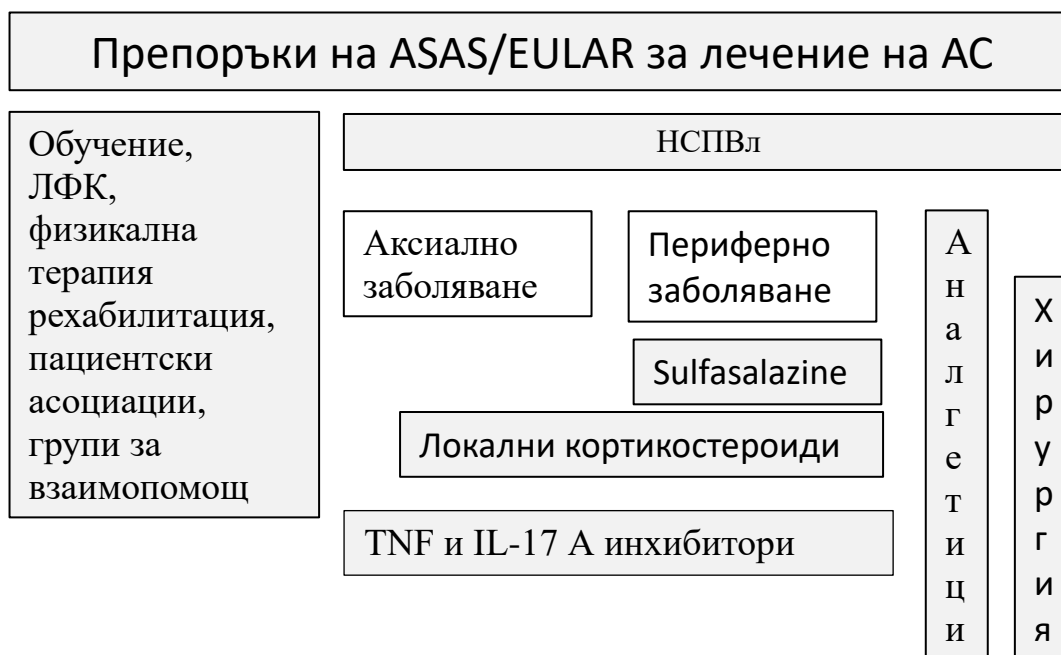 Препоръки на ASAS/EULAR за лечение на АС
Обучение,
ЛФК,
физикална
терапия
рехабилитация,
пациентски
асоциации,
групи за
взаимопомощ
НСПВл
Аксиално
заболяване
Периферно
заболяване
Sulfasalazine
Локални кортикостероиди
TNF и IL-17 А инхибитори
А
н
а
л
г
е
т
и
ц
и
Х
и
р
у
р
г
и
я